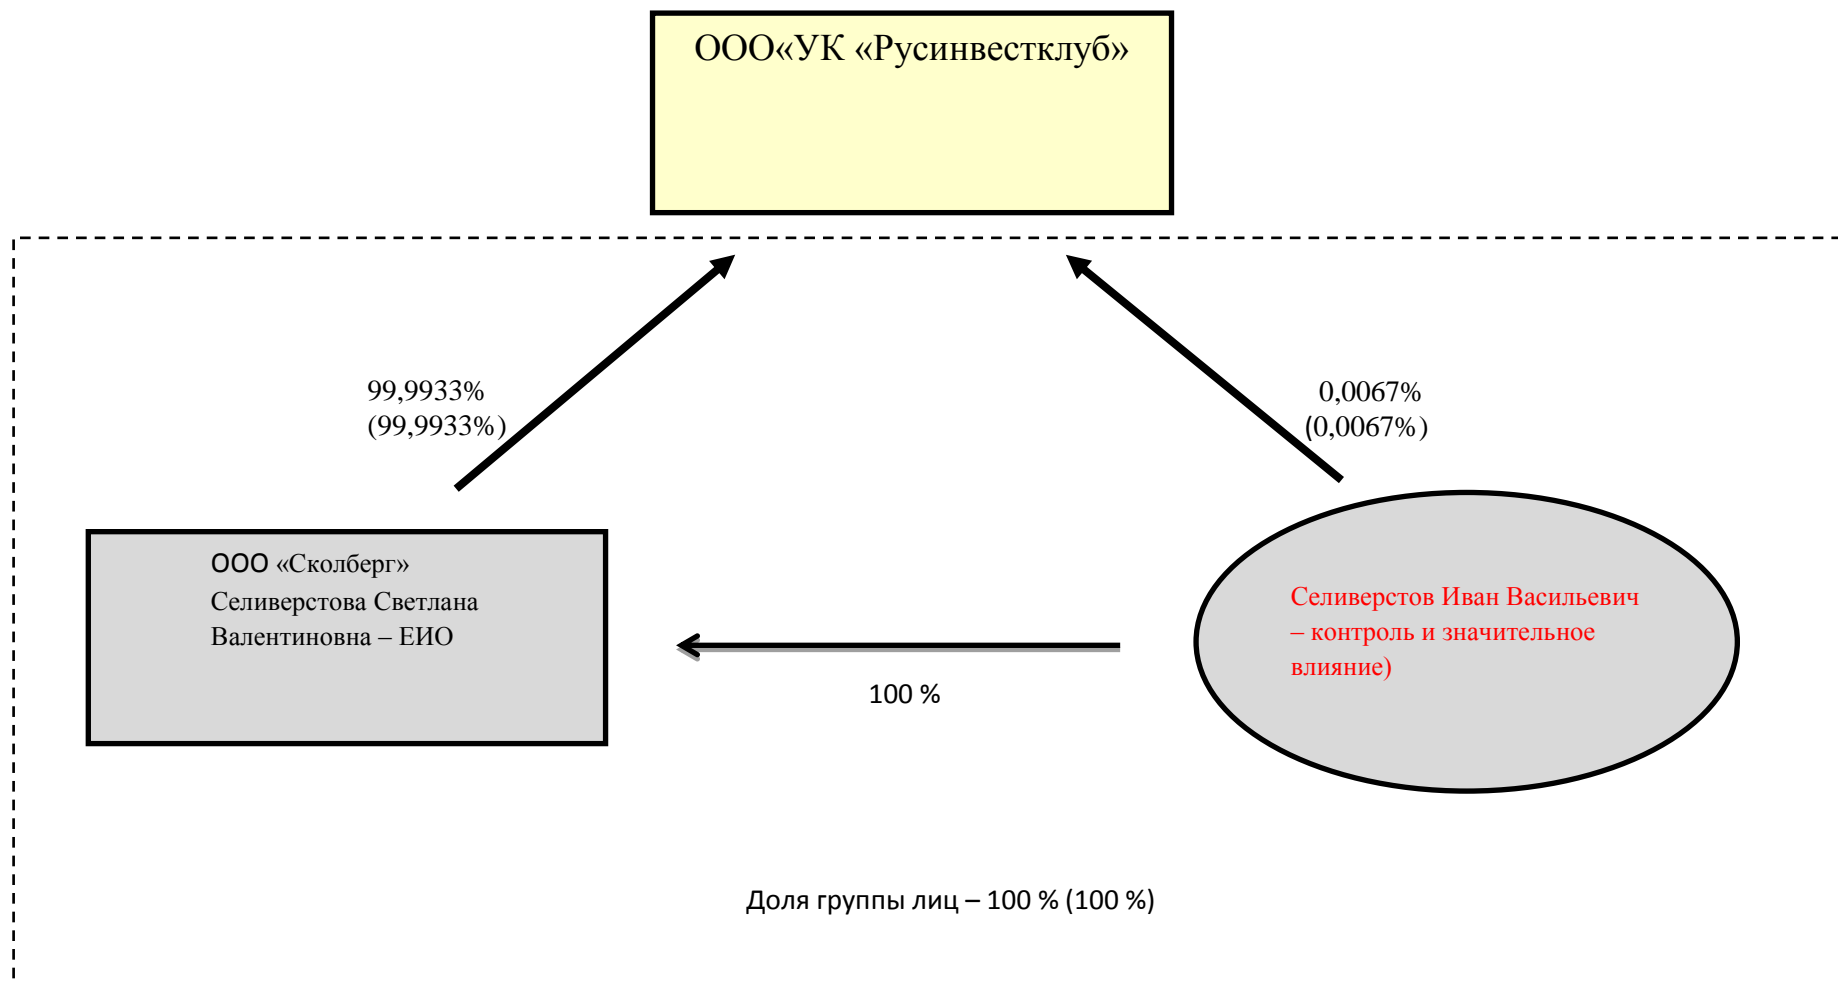 ООО«УК «Русинвестклуб»
99,9933%
(99,9933%)
0,0067%
(0,0067%)
ООО «Сколберг»
Селиверстова Светлана
Валентиновна – ЕИО
Селиверстов Иван Васильевич
– контроль и значительное
влияние)
100 %
Доля группы лиц – 100 % (100 %)